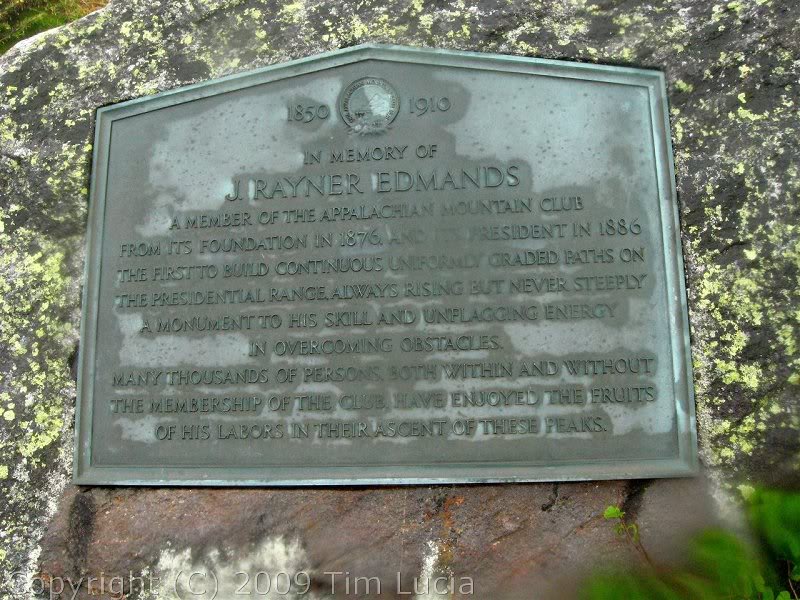 1850 1910
IN MEMORY OF
J. RAYNER EDMANDS
A MEMBER OF THE APPALACHIAN MOUNTAIN CLUB
FROM ITS FOUNDATION IN 1876, AND PRESIDENT IN 1886
THE FIRST TO BUILD CONTINUOUS UNIFORMLY GRADED PATHS ON
THE PRESIDENTIAL RANGE, ALWAYS RISING BUT NEVER STEEPLY
A MONUMENT TO HIS SKILL AND UNFLAGGING ENERGY
IN OVERCOMING OBSTACLES.
MANY THOUSANDS OF PERSONS, BOTH WITHIN AND WITHOUT
THE MEMBERSHIP OF THE CLUB, HAVE ENJOYED THE FRUITS
OF HIS LABORS IN THEIR ASCENT OF THESE PEAKS.
Copyright (C) 2009 Tim Lucia